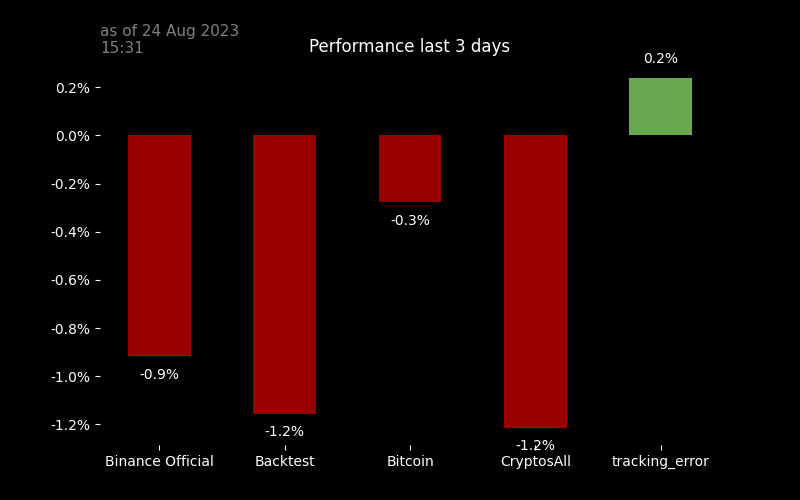 as of 24 Aug 2023
15:31
Performance last 3 days
0.2%
0.2%
0.0%
-0.2%
-0.4%
-0.6%
-0.8%
-1.0%
-1.2%
-0.3%
-0.9%
-1.2%
-1.2%
Binance Official
Backtest
Bitcoin
CryptosAll
tracking_error